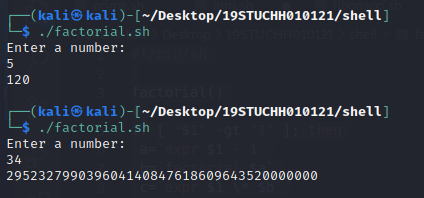 ┌──(kali㉿kali)-[~/Desktop/19STUCHH010121/shell]
└─$ ./factorial.sh
Enter a number:
5
120
┌──(kali㉿kali)-[~/Desktop/19STUCHH010121/shell]
└─$ ./factorial.sh
Enter a number:
34
295232799039604140847618609643520000000